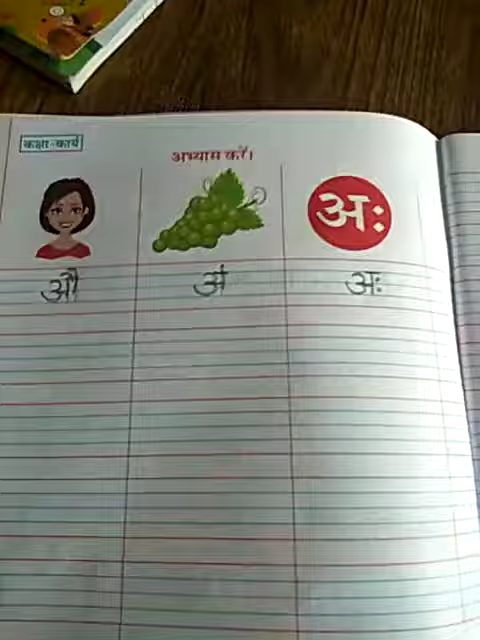 कक्षा-कार्य
अभ्यास करें।
अः
औ अं अः